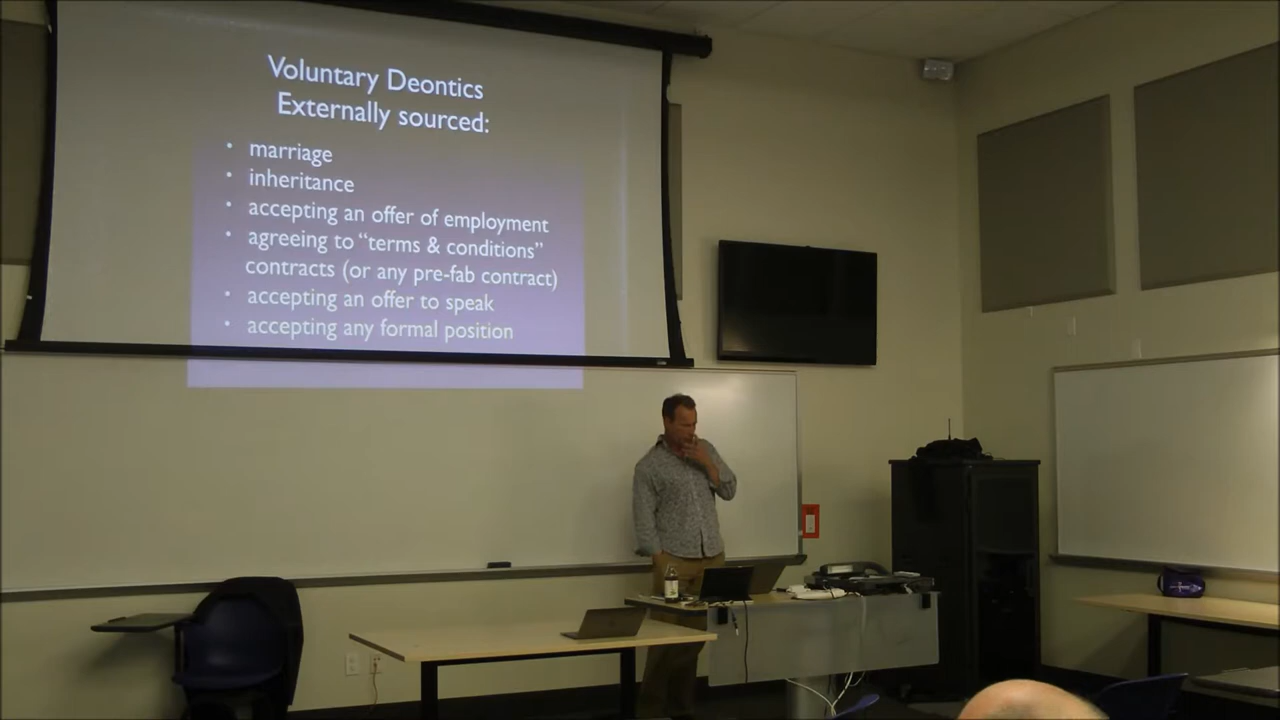 Voluntary Deontics
Externally sourced:
• marriage
• inheritance
• accepting an offer of employment
• agreeing to “terms & conditions”
contracts (or any pre-fab contract)
• accepting an offer to speak
• accepting any formal position